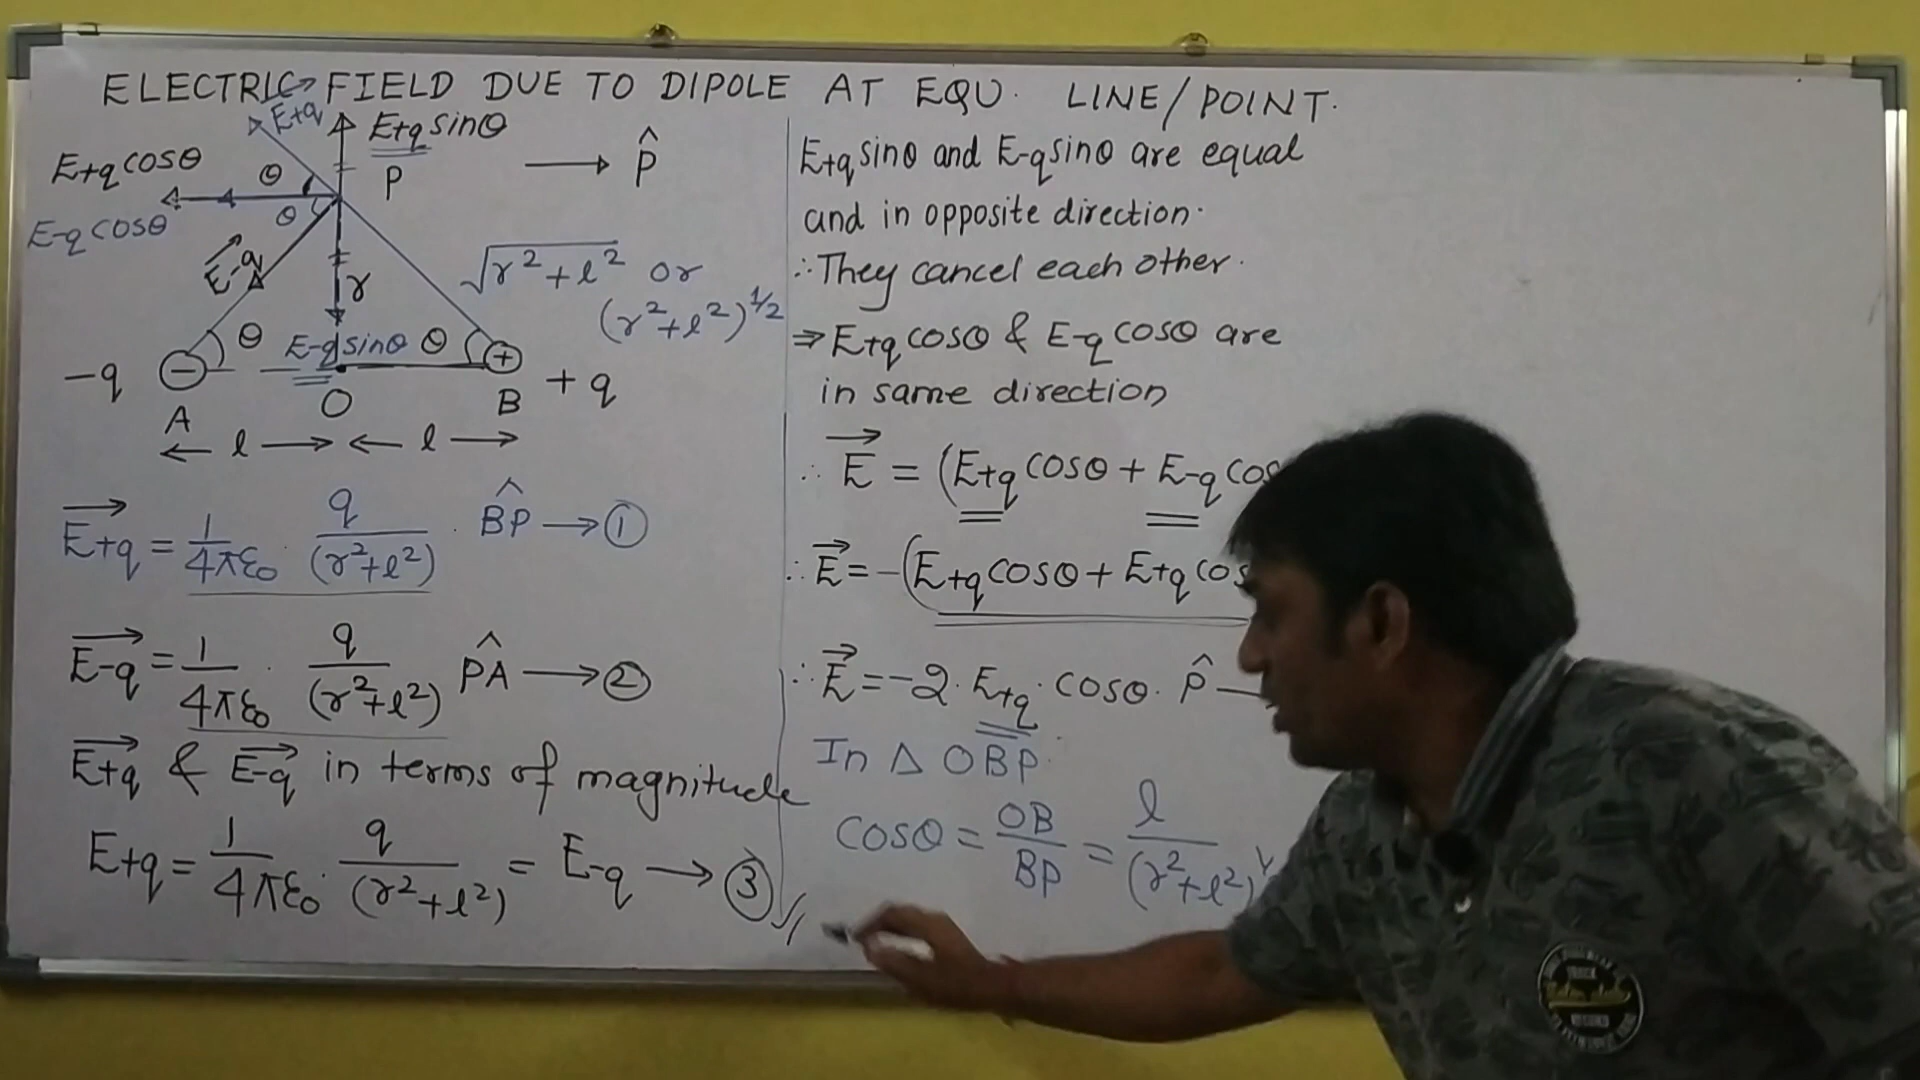 ELECTRIC FIELD DUE TO DIPOLE AT EQU. LINE/POINT.
E+q
E+q sinθ
E+q cosθ
θ
P
→ P̂
E-q cosθ
θ
E-q
r
√r²+l² or
(r²+l²)^1/2
θ
E-q sinθ
θ
-q
−
+
+q
A
O
B
← l → ← l →
E+q = 1/4πε₀ · q/(r²+l²) · B̂P → ①
E-q = 1/4πε₀ · q/(r²+l²) P̂A → ②
E+q & E-q in terms of magnitude
E+q = 1/4πε₀ · q/(r²+l²) = E-q → ③
E+q sinθ and E-q sinθ are equal
and in opposite direction.
∴ They cancel each other.
⇒ E+q cosθ & E-q cosθ are
in same direction
∴ E = (E+q cosθ + E-q cos
∴ E = -(E+q cosθ + E+q cos
∴ E = -2 · E+q · cosθ · P̂
In Δ OBP.
cosθ = OB/BP = l/(r²+l²)